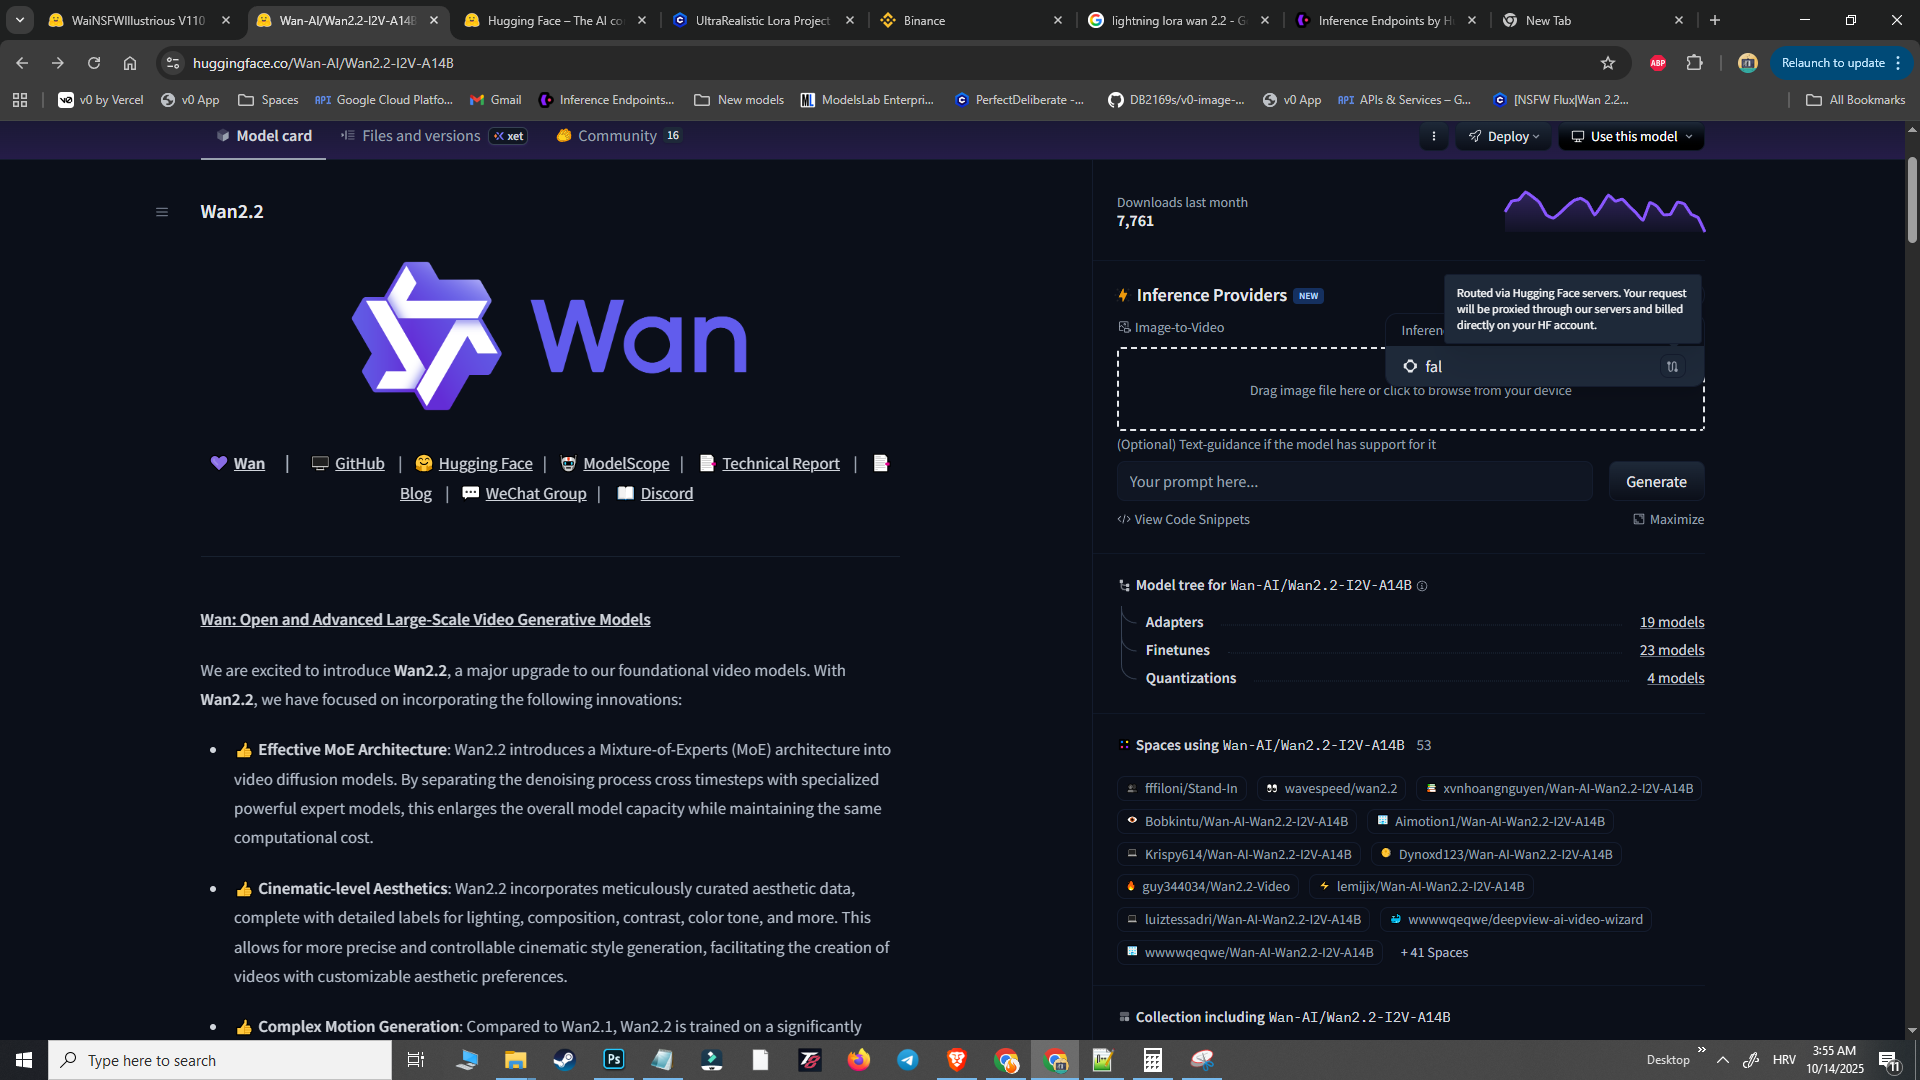 WaiNSFWIllustrious V110
Wan-AI/Wan2.2-I2V-A14B
Hugging Face – The AI co
UltraRealistic Lora Project
Binance
lightning lora wan 2.2 - G
Inference Endpoints by H
New Tab
huggingface.co/Wan-AI/Wan2.2-I2V-A14B
ABP
Relaunch to update
v0 by Vercel
v0 App
Spaces
API Google Cloud Platfo...
Gmail
Inference Endpoints...
New models
ML ModelsLab Enterpri...
PerfectDeliberate -...
DB2169s/v0-image-...
v0 App
API APIs & Services – G...
[NSFW Flux|Wan 2.2...
All Bookmarks
Model card
Files and versions
xet
Community 16
Deploy
Use this model
Wan2.2
Wan
💜 Wan | 🖥️ GitHub | 🤗 Hugging Face | 🤖 ModelScope | 📑 Technical Report | 📑
Blog | 💬 WeChat Group | 📖 Discord
Wan: Open and Advanced Large-Scale Video Generative Models
We are excited to introduce Wan2.2, a major upgrade to our foundational video models. With
Wan2.2, we have focused on incorporating the following innovations:
• 👍 Effective MoE Architecture: Wan2.2 introduces a Mixture-of-Experts (MoE) architecture into
video diffusion models. By separating the denoising process cross timesteps with specialized
powerful expert models, this enlarges the overall model capacity while maintaining the same
computational cost.
• 👍 Cinematic-level Aesthetics: Wan2.2 incorporates meticulously curated aesthetic data,
complete with detailed labels for lighting, composition, contrast, color tone, and more. This
allows for more precise and controllable cinematic style generation, facilitating the creation of
videos with customizable aesthetic preferences.
• 👍 Complex Motion Generation: Compared to Wan2.1, Wan2.2 is trained on a significantly
Downloads last month
7,761
Inference Providers NEW
Routed via Hugging Face servers. Your request
will be proxied through our servers and billed
directly on your HF account.
Image-to-Video
Inferen
fal
Drag image file here or click to browse from your device
(Optional) Text-guidance if the model has support for it
Your prompt here...
Generate
View Code Snippets
Maximize
Model tree for Wan-AI/Wan2.2-I2V-A14B
Adapters 19 models
Finetunes 23 models
Quantizations 4 models
Spaces using Wan-AI/Wan2.2-I2V-A14B 53
fffiloni/Stand-In
wavespeed/wan2.2
xvnhoangnguyen/Wan-AI-Wan2.2-I2V-A14B
Bobkintu/Wan-AI-Wan2.2-I2V-A14B
Aimotion1/Wan-AI-Wan2.2-I2V-A14B
Krispy614/Wan-AI-Wan2.2-I2V-A14B
Dynoxd123/Wan-AI-Wan2.2-I2V-A14B
guy344034/Wan2.2-Video
lemijix/Wan-AI-Wan2.2-I2V-A14B
luiztessadri/Wan-AI-Wan2.2-I2V-A14B
wwwwqeqwe/deepview-ai-video-wizard
wwwwqeqwe/Wan-AI-Wan2.2-I2V-A14B
+ 41 Spaces
Collection including Wan-AI/Wan2.2-I2V-A14B
Type here to search
Ps
Desktop
HRV
3:55 AM
10/14/2025
11